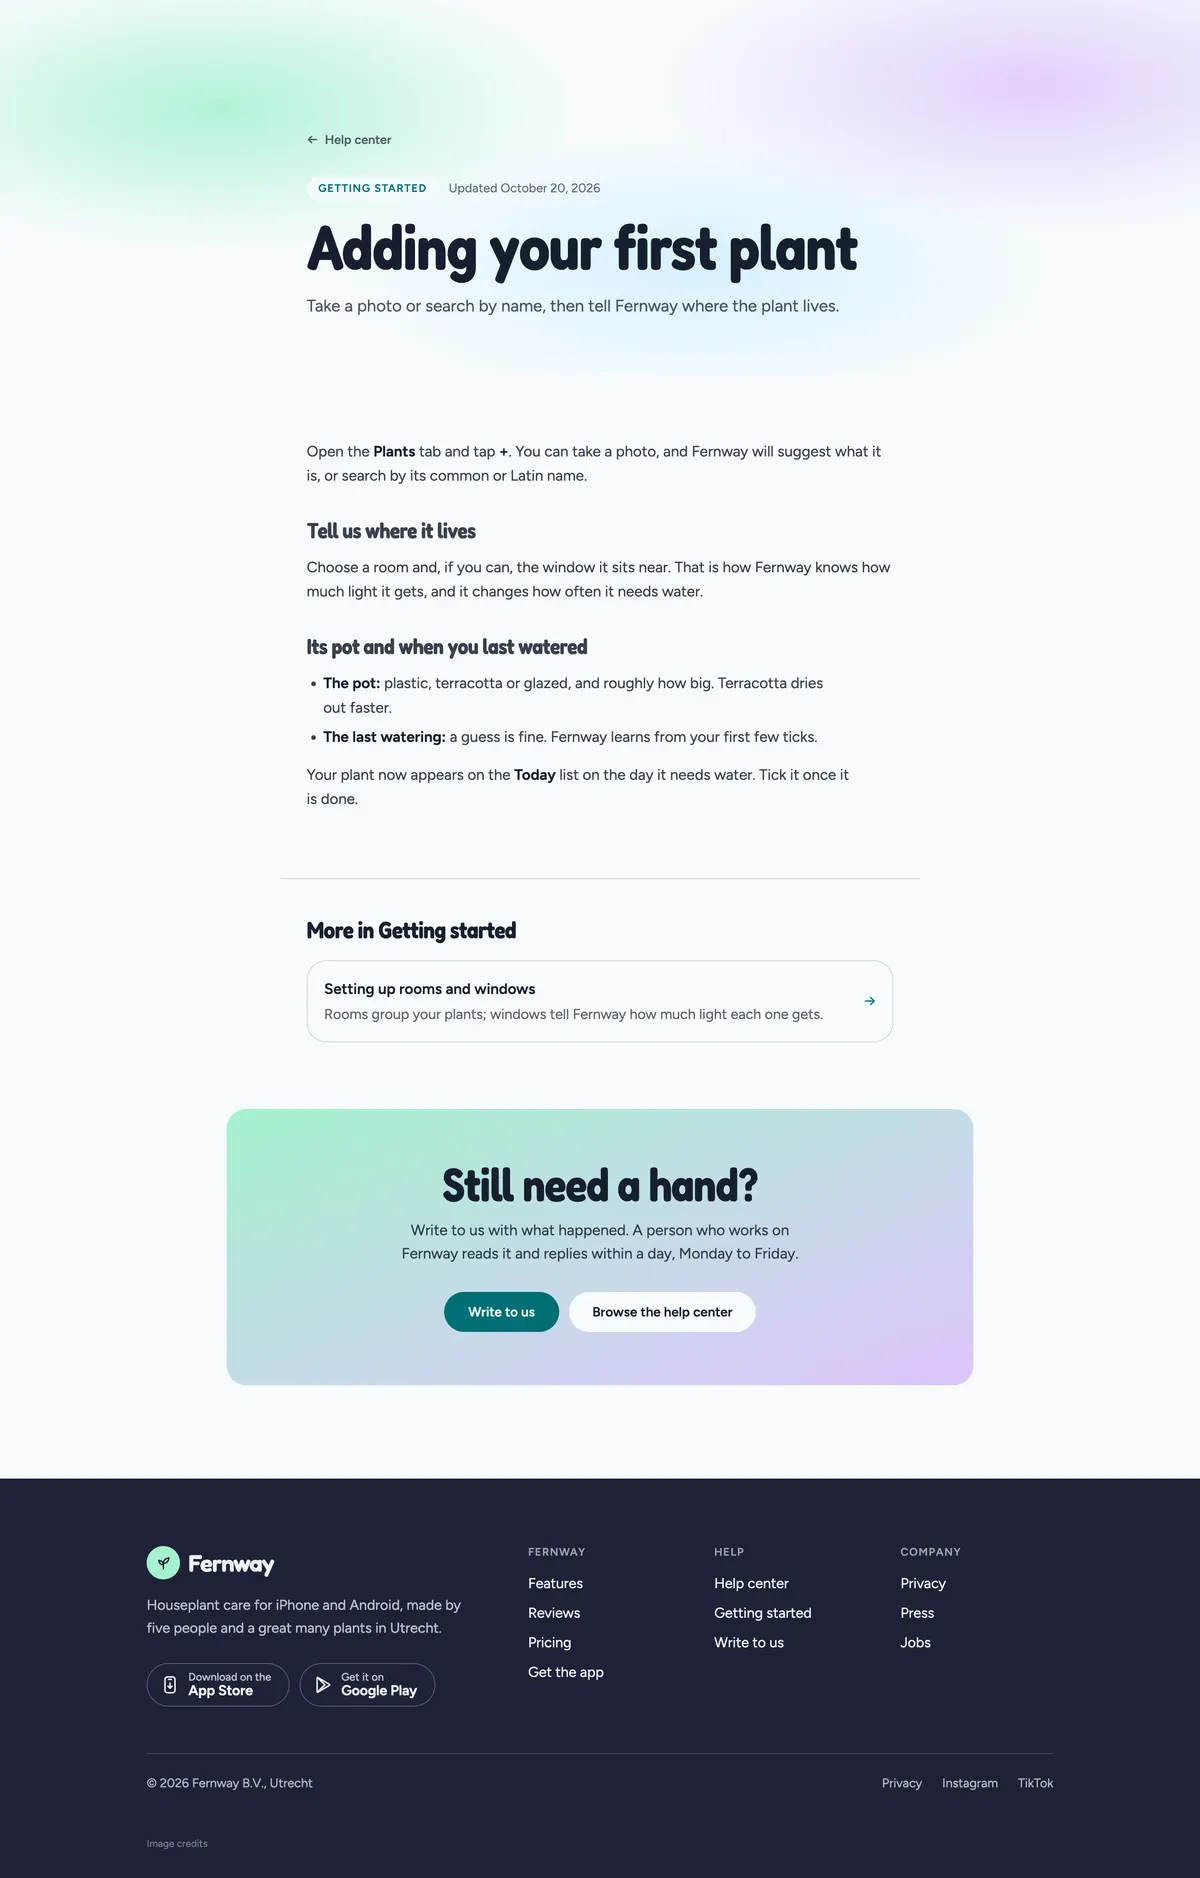 Help center
GETTING STARTED
Updated October 20, 2026
Adding your first plant
Take a photo or search by name, then tell Fernway where the plant lives.
Open the Plants tab and tap +. You can take a photo, and Fernway will suggest what it
is, or search by its common or Latin name.
Tell us where it lives
Choose a room and, if you can, the window it sits near. That is how Fernway knows how
much light it gets, and it changes how often it needs water.
Its pot and when you last watered
• The pot: plastic, terracotta or glazed, and roughly how big. Terracotta dries
out faster.
• The last watering: a guess is fine. Fernway learns from your first few ticks.
Your plant now appears on the Today list on the day it needs water. Tick it once it
is done.
More in Getting started
Setting up rooms and windows
Rooms group your plants; windows tell Fernway how much light each one gets.
Still need a hand?
Write to us with what happened. A person who works on
Fernway reads it and replies within a day, Monday to Friday.
Write to us
Browse the help center
Fernway
Houseplant care for iPhone and Android, made by
five people and a great many plants in Utrecht.
Download on the
App Store
Get it on
Google Play
FERNWAY
Features
Reviews
Pricing
Get the app
HELP
Help center
Getting started
Write to us
COMPANY
Privacy
Press
Jobs
© 2026 Fernway B.V., Utrecht
Privacy
Instagram
TikTok
Image credits